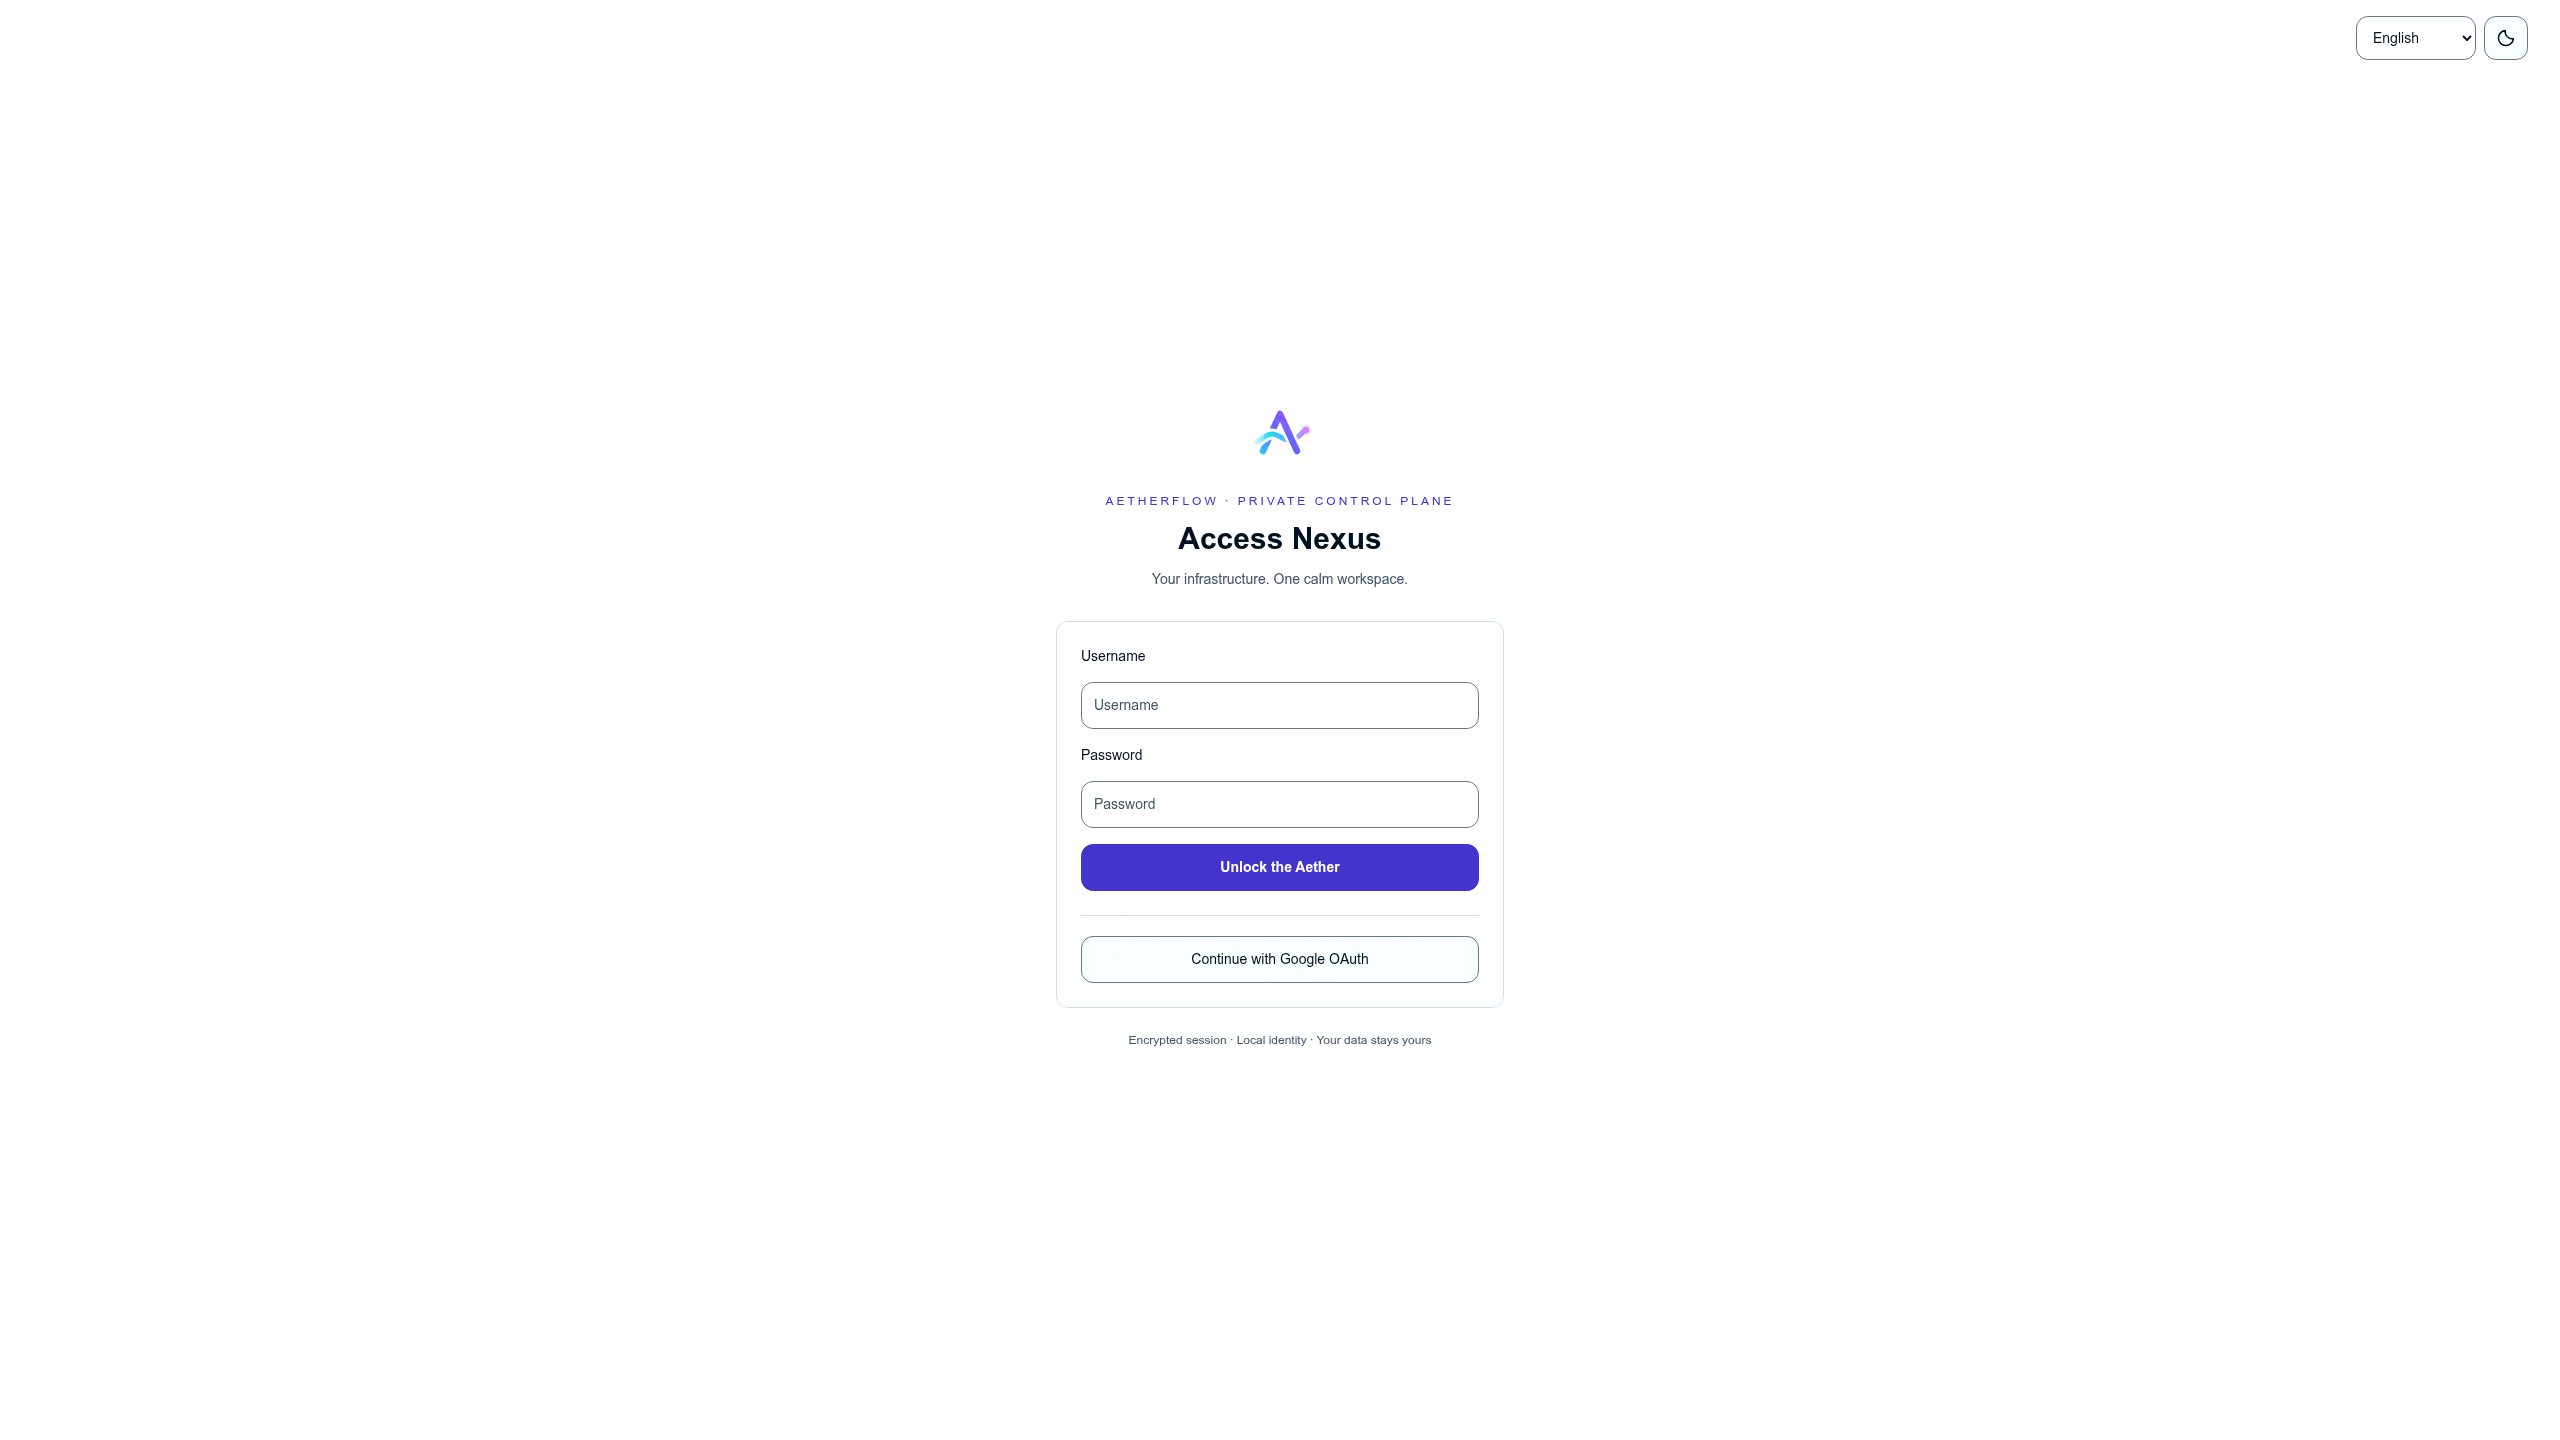 English
AETHERFLOW · PRIVATE CONTROL PLANE
Access Nexus
Your infrastructure. One calm workspace.
Username
Username
Password
Password
Unlock the Aether
Continue with Google OAuth
Encrypted session · Local identity · Your data stays yours